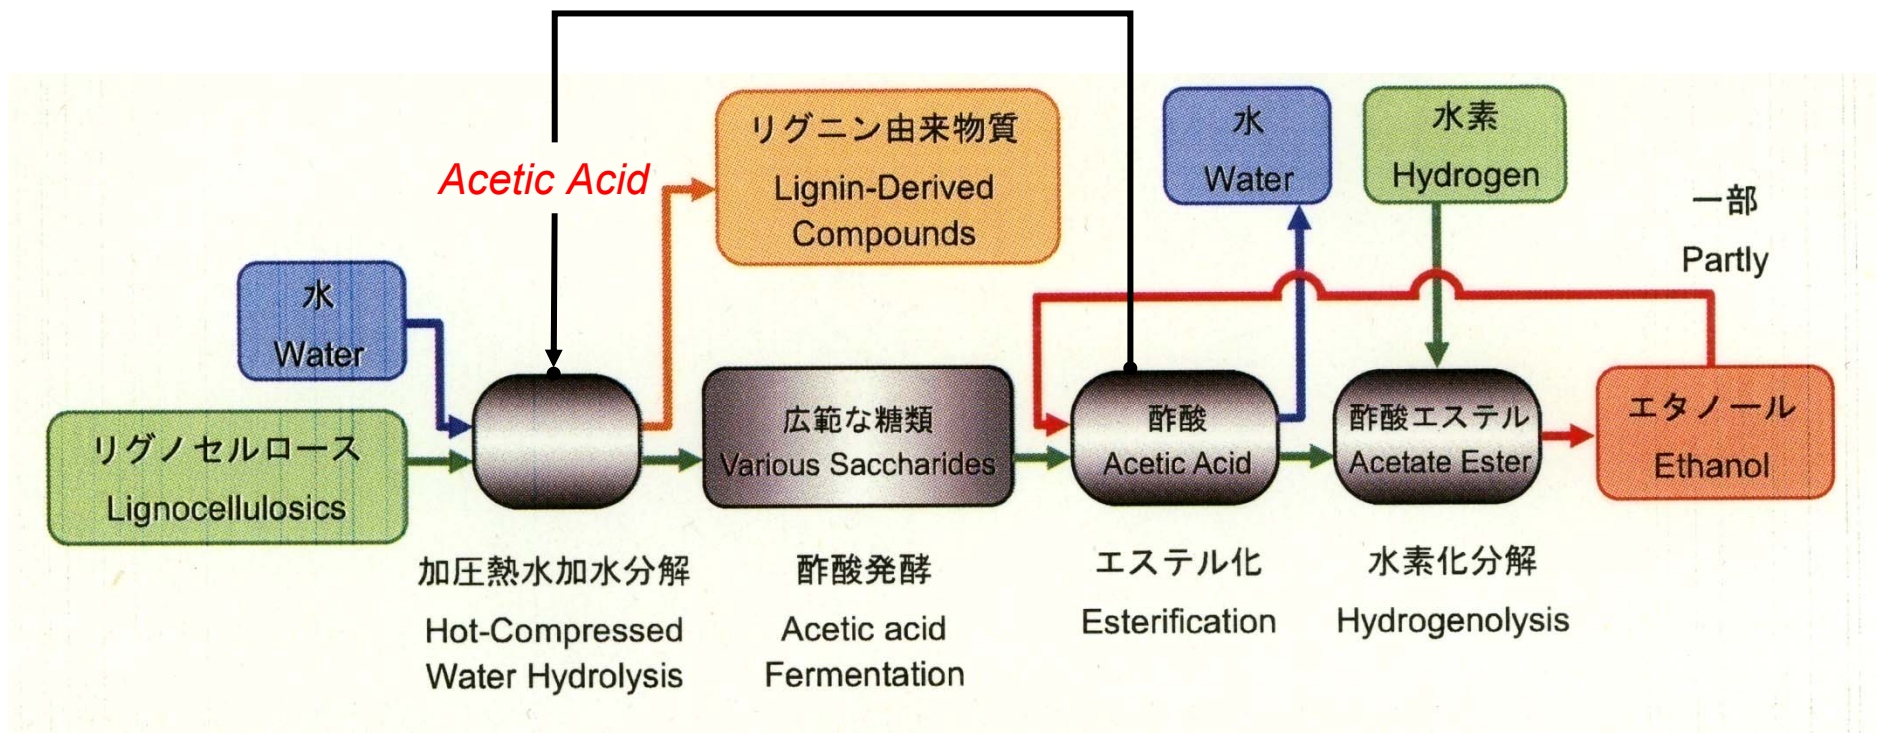 Acetic Acid
リグニン由来物質
Lignin-Derived
Compounds
水
Water
水素
Hydrogen
一部
Partly
水
Water
リグノセルロース
Lignocellulosics
広範な糖類
Various Saccharides
酢酸
Acetic Acid
酢酸エステル
Acetate Ester
エタノール
Ethanol
加圧熱水加水分解
Hot-Compressed
Water Hydrolysis
酢酸発酵
Acetic acid
Fermentation
エステル化
Esterification
水素化分解
Hydrogenolysis